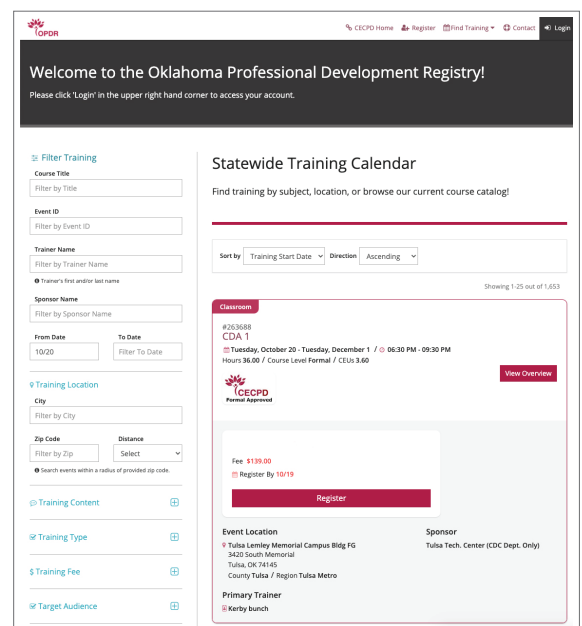 OPDR
CECPD Home Register Find Training Contact Login
Welcome to the Oklahoma Professional Development Registry!
Please click 'Login' in the upper right hand corner to access your account.
Filter Training
Course Title
Filter by Title
Event ID
Filter by Event ID
Trainer Name
Filter by Trainer Name
Trainer's first and/or last name
Sponsor Name
Filter by Sponsor Name
From Date To Date
10/20 Filter To Date
Training Location
City
Filter by City
Zip Code Distance
Filter by Zip Select
Search events within a radius of provided zip code.
Training Content
Training Type
$ Training Fee
Target Audience
Statewide Training Calendar
Find training by subject, location, or browse our current course catalog!
Sort by Training Start Date Direction Ascending
Showing 1-25 out of 1,653
Classroom
#263688
CDA 1
Tuesday, October 20 - Tuesday, December 1 / 06:30 PM - 09:30 PM
Hours 36.00 / Course Level Formal / CEUs 3.60
View Overview
CECPD
Formal Approved
Fee $139.00
Register By 10/19
Register
Event Location
Tulsa Lemley Memorial Campus Bldg FG
3420 South Memorial
Tulsa, OK 74145
County Tulsa / Region Tulsa Metro
Sponsor
Tulsa Tech. Center (CDC Dept. Only)
Primary Trainer
Kerby bunch